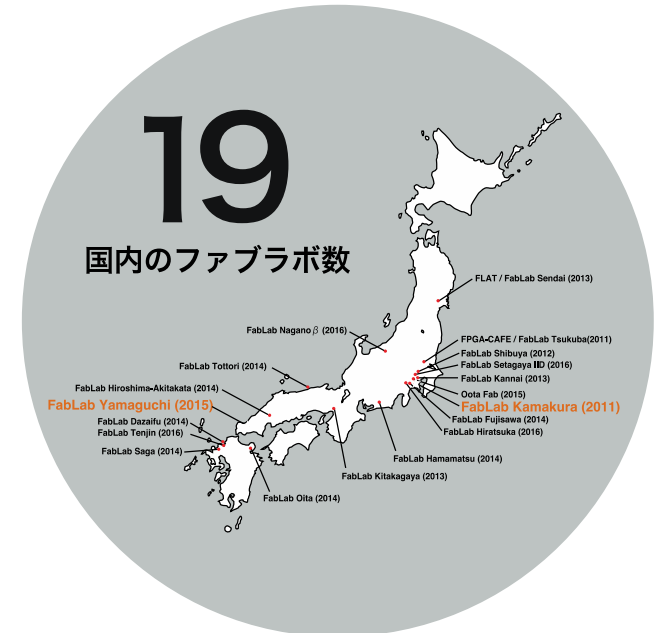 19
国内のファブラボ数
FLAT / FabLab Sendai (2013)
FabLab Nagano β (2016)
FPGA-CAFE / FabLab Tsukuba(2011)
FabLab Shibuya (2012)
FabLab Setagaya IID (2016)
FabLab Kannai (2013)
Oota Fab (2015)
FabLab Kamakura (2011)
FabLab Fujisawa (2014)
FabLab Hiratsuka (2016)
FabLab Tottori (2014)
FabLab Hiroshima-Akitakata (2014)
FabLab Yamaguchi (2015)
FabLab Dazaifu (2014)
FabLab Tenjin (2016)
FabLab Saga (2014)
FabLab Hamamatsu (2014)
FabLab Kitakagaya (2013)
FabLab Oita (2014)